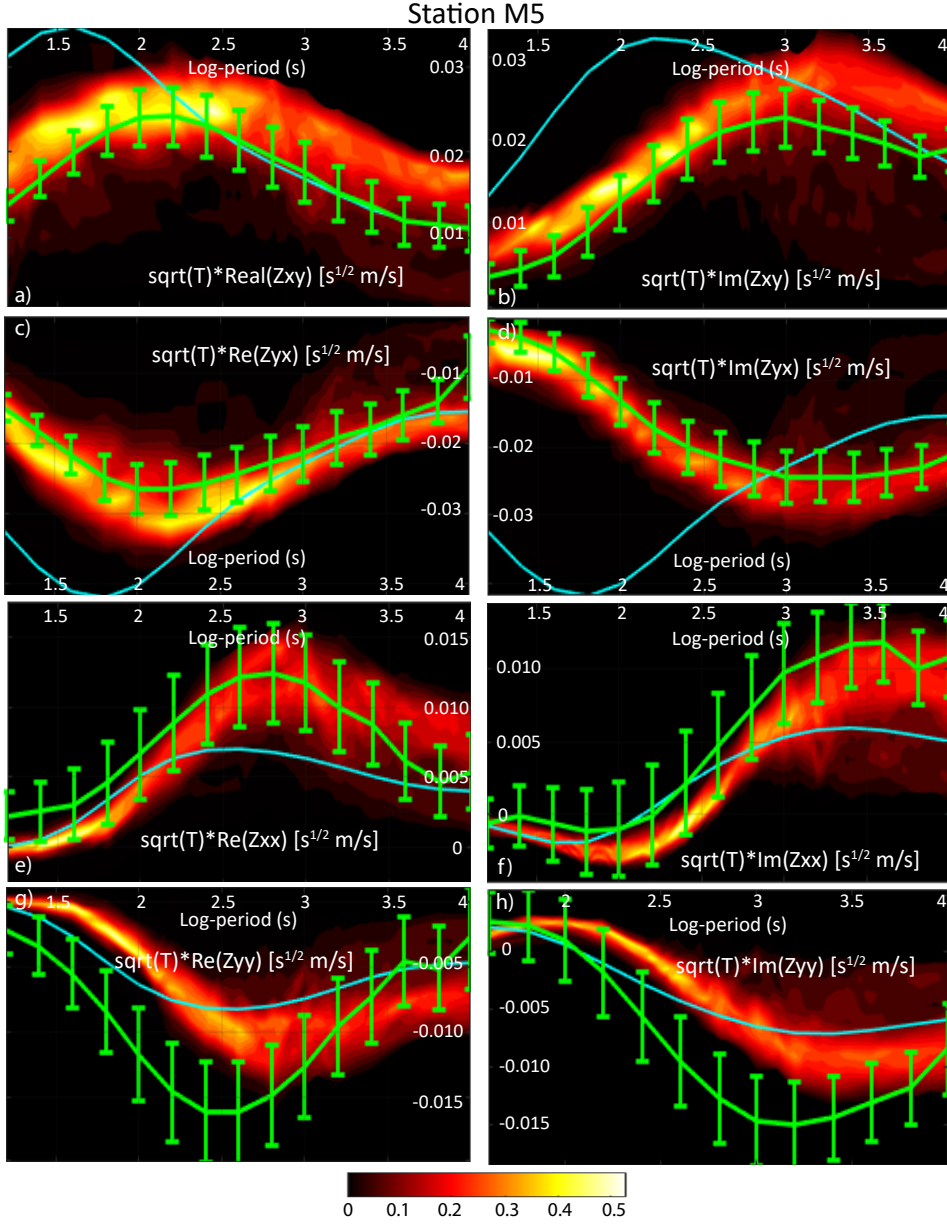 Station M5
1.5 2 2.5 3 3.5 4
Log-period (s)
0.03
0.02
0.01
sqrt(T)*Real(Zxy) [s1/2 m/s]
a)
1.5 2 2.5 3 3.5 4
0.03
Log-period (s)
0.02
0.01
sqrt(T)*Im(Zxy) [s1/2 m/s]
b)
c)
sqrt(T)*Re(Zyx) [s1/2 m/s]
-0.01
-0.02
-0.03
Log-period (s)
1.5 2 2.5 3 3.5 4
d)
sqrt(T)*Im(Zyx) [s1/2 m/s]
-0.01
-0.02
-0.03
Log-period (s)
1.5 2 2.5 3 3.5 4
1.5 2 2.5 3 3.5 4
Log-period (s)
0.015
0.010
0.005
sqrt(T)*Re(Zxx) [s1/2 m/s]
0
e)
1.5 2 2.5 3 3.5 4
Log-period (s)
0.010
0.005
0
sqrt(T)*Im(Zxx) [s1/2 m/s]
f)
g)
1.5 2 2.5 3 3.5 4
Log-period (s)
sqrt(T)*Re(Zyy) [s1/2 m/s]
-0.005
-0.010
-0.015
h)
2 2.5 3 3.5 4
Log-period (s)
0
sqrt(T)*Im(Zyy) [s1/2 m/s]
-0.005
-0.010
-0.015
0 0.1 0.2 0.3 0.4 0.5